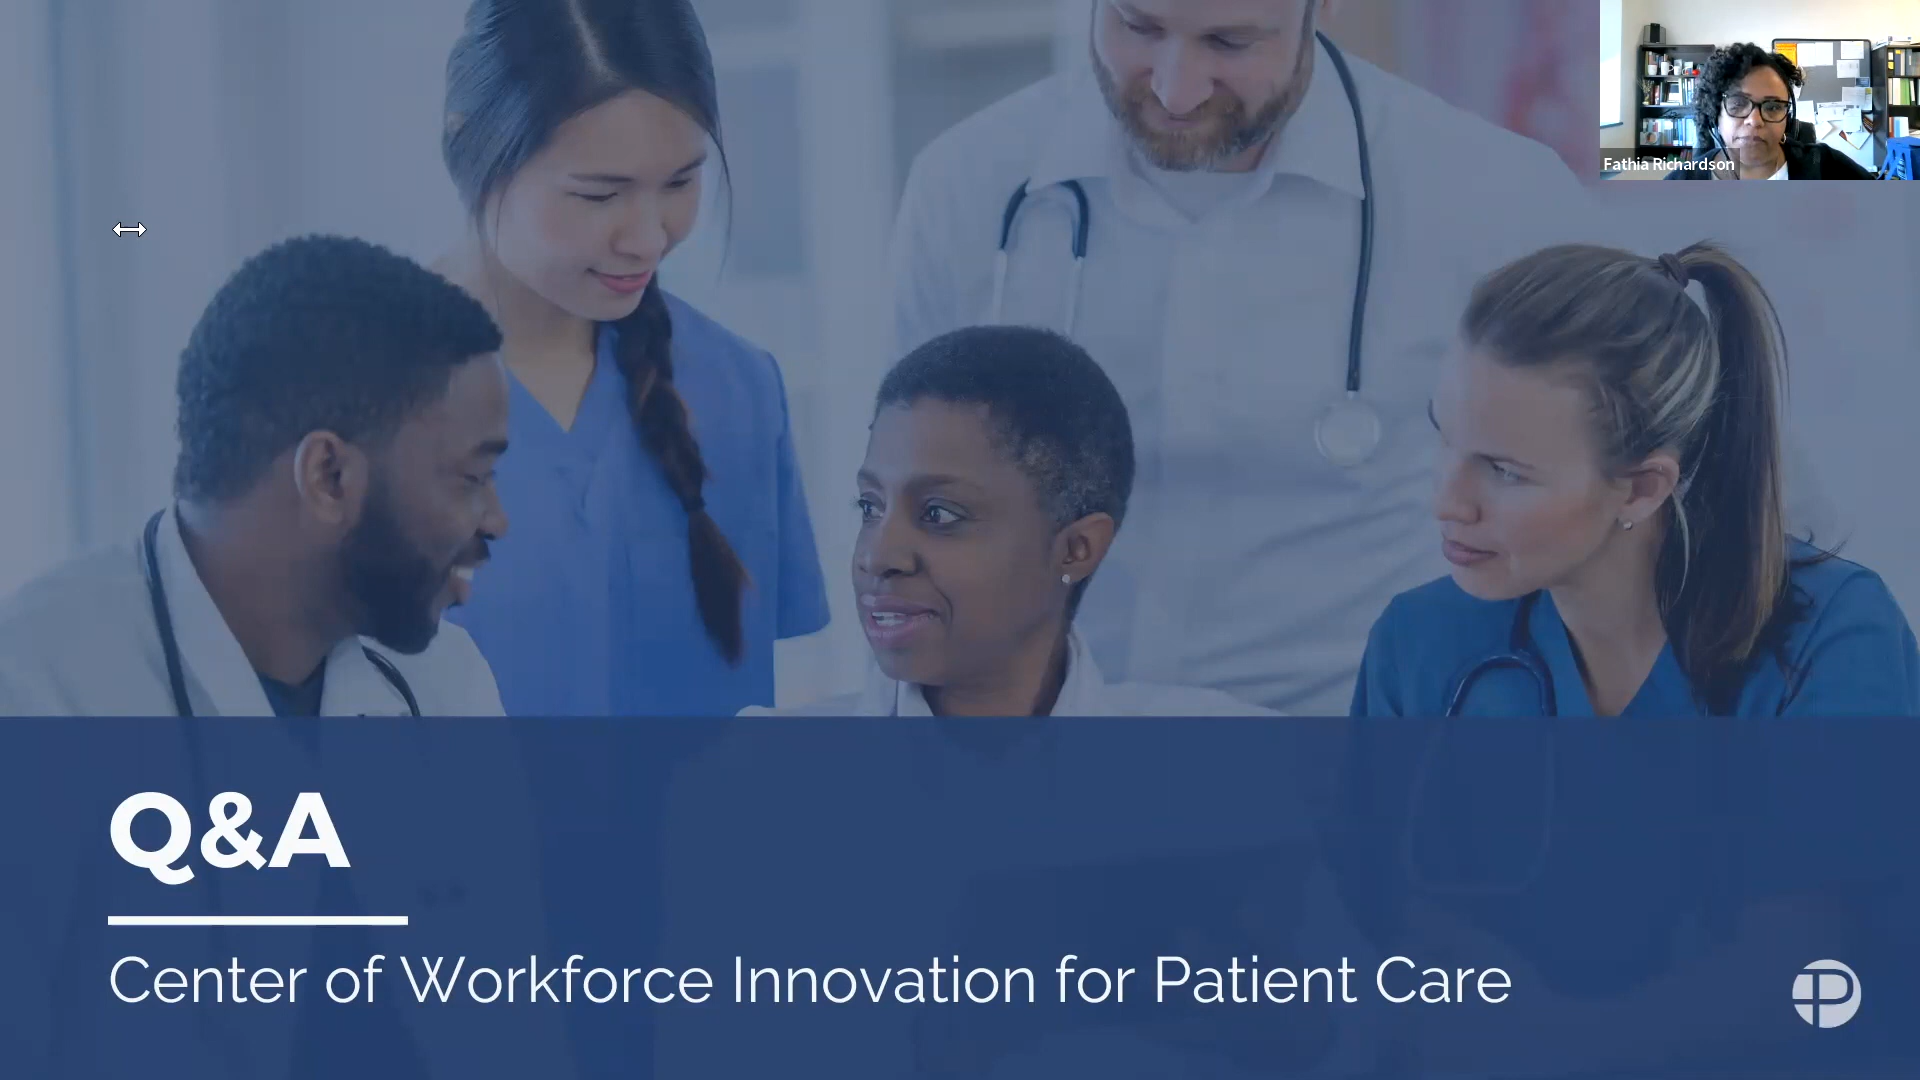 Fathia Richardson
Q&A
Center of Workforce Innovation for Patient Care